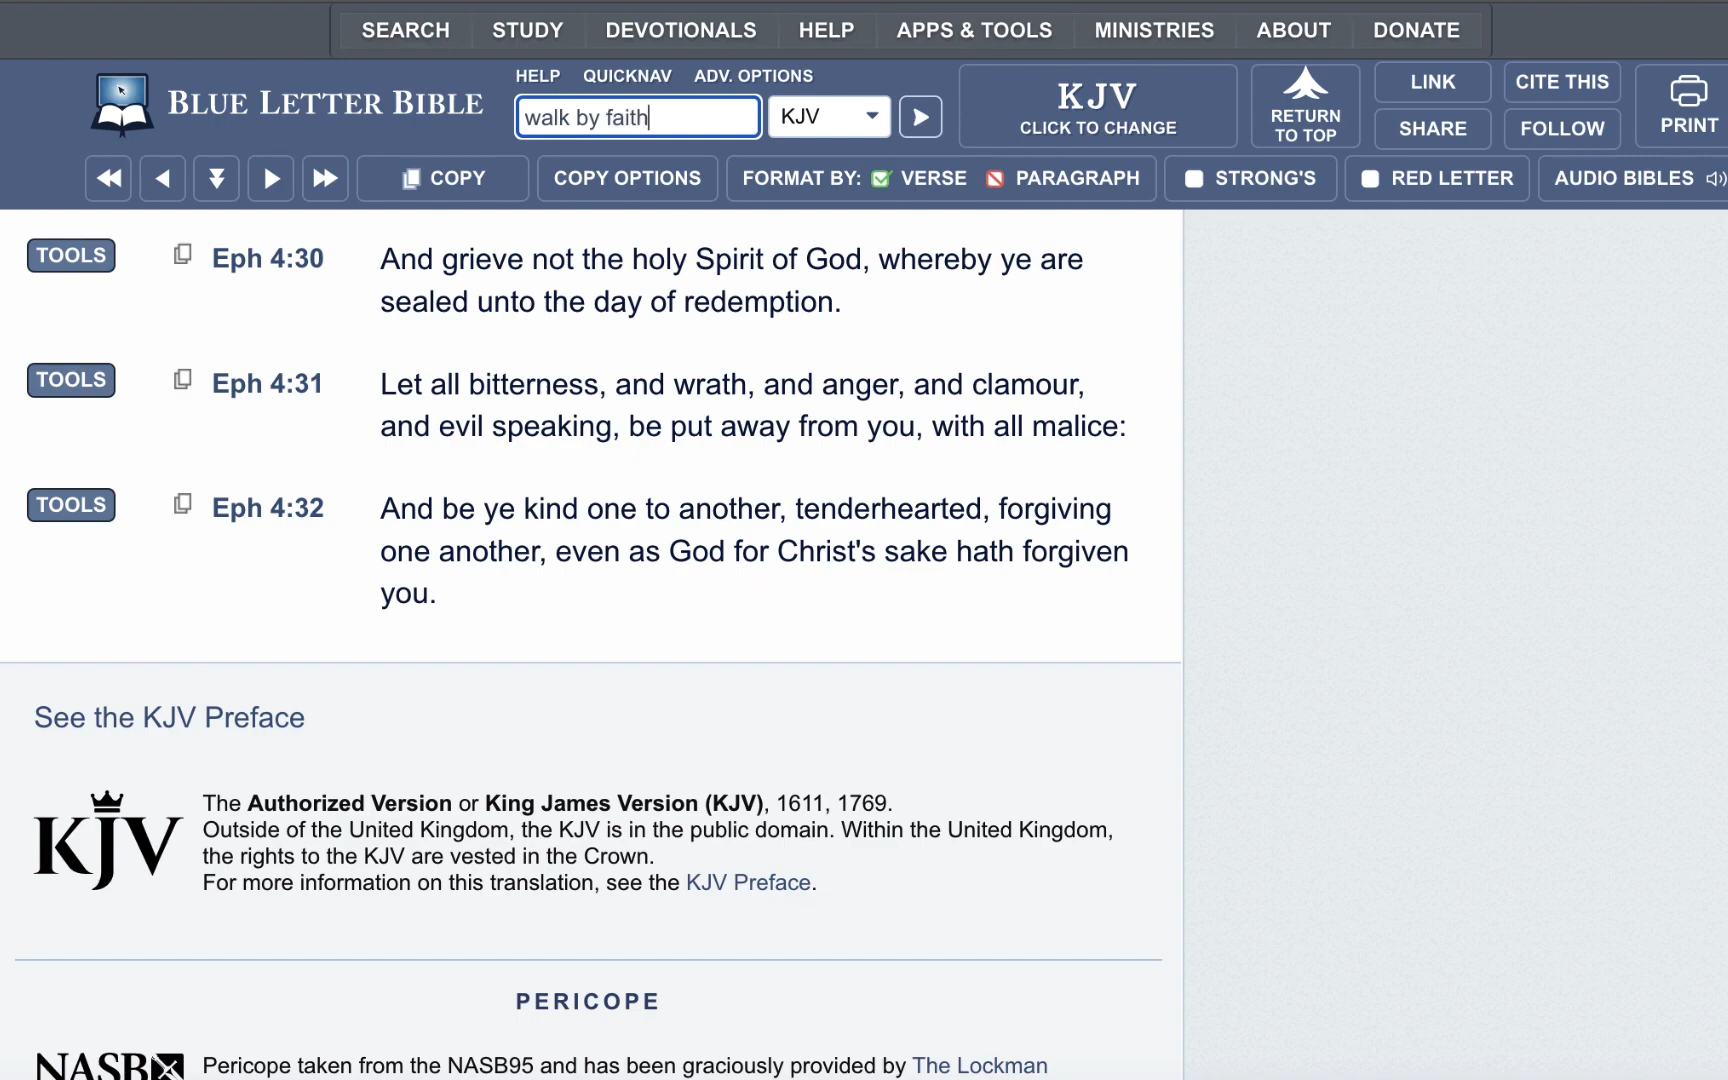 SEARCH STUDY DEVOTIONALS HELP APPS & TOOLS MINISTRIES ABOUT DONATE
BLUE LETTER BIBLE
HELP QUICKNAV ADV. OPTIONS
walk by faith KJV
KJV
CLICK TO CHANGE
RETURN
TO TOP
LINK CITE THIS
SHARE FOLLOW
PRINT
COPY COPY OPTIONS FORMAT BY: VERSE PARAGRAPH STRONG'S RED LETTER AUDIO BIBLES
TOOLS Eph 4:30 And grieve not the holy Spirit of God, whereby ye are
sealed unto the day of redemption.
TOOLS Eph 4:31 Let all bitterness, and wrath, and anger, and clamour,
and evil speaking, be put away from you, with all malice:
TOOLS Eph 4:32 And be ye kind one to another, tenderhearted, forgiving
one another, even as God for Christ's sake hath forgiven
you.
See the KJV Preface
KJV
The Authorized Version or King James Version (KJV), 1611, 1769.
Outside of the United Kingdom, the KJV is in the public domain. Within the United Kingdom,
the rights to the KJV are vested in the Crown.
For more information on this translation, see the KJV Preface.
PERICOPE
NASB
Pericope taken from the NASB95 and has been graciously provided by The Lockman